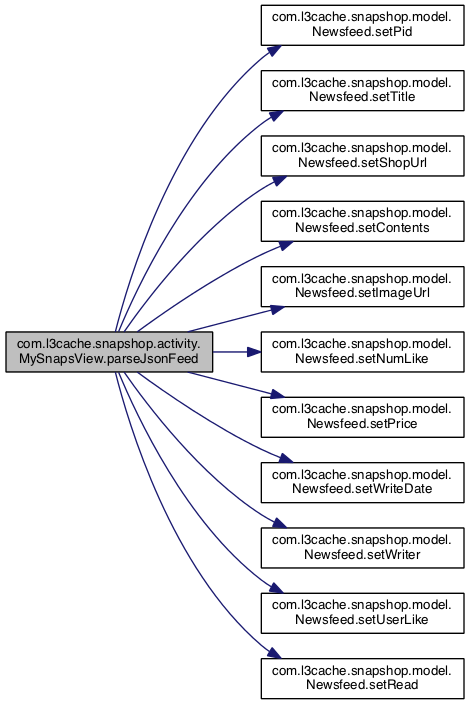 com.l3cache.snapshop.model.
Newsfeed.setPid
com.l3cache.snapshop.model.
Newsfeed.setTitle
com.l3cache.snapshop.model.
Newsfeed.setShopUrl
com.l3cache.snapshop.model.
Newsfeed.setContents
com.l3cache.snapshop.model.
Newsfeed.setImageUrl
com.l3cache.snapshop.activity.
MySnapsView.parseJsonFeed
com.l3cache.snapshop.model.
Newsfeed.setNumLike
com.l3cache.snapshop.model.
Newsfeed.setPrice
com.l3cache.snapshop.model.
Newsfeed.setWriteDate
com.l3cache.snapshop.model.
Newsfeed.setWriter
com.l3cache.snapshop.model.
Newsfeed.setUserLike
com.l3cache.snapshop.model.
Newsfeed.setRead